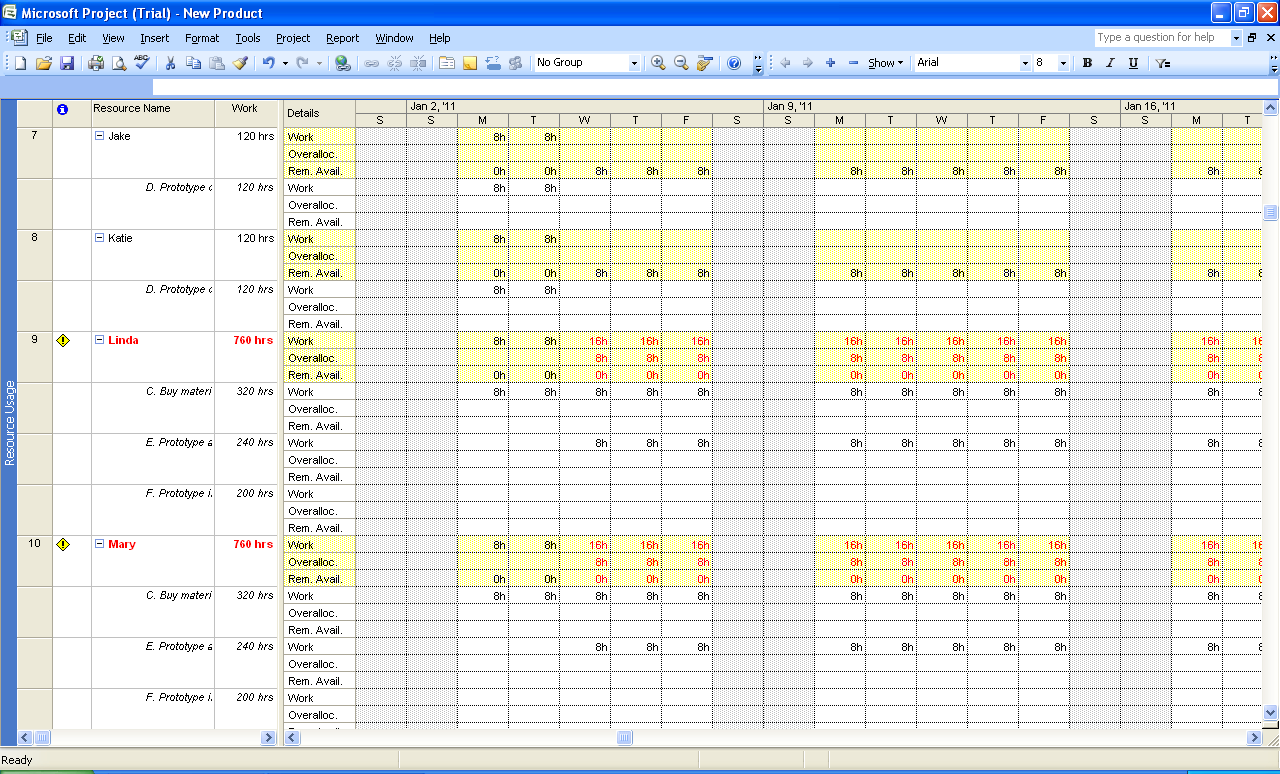 Microsoft Project (Trial) - New Product
File Edit View Insert Format Tools Project Report Window Help Type a question for help
No Group Show Arial 8 B I U
Resource Name Work Details Jan 2, '11 Jan 9, '11 Jan 16, '11
S S M T W T F S S M T W T F S S M T
7 Jake 120 hrs Work 8h 8h
Overalloc.
Rem. Avail. 0h 0h 8h 8h 8h 8h 8h 8h 8h 8h 8h
D. Prototype 120 hrs Work 8h 8h
Overalloc.
Rem. Avail.
8 Katie 120 hrs Work 8h 8h
Overalloc.
Rem. Avail. 0h 0h 8h 8h 8h 8h 8h 8h 8h 8h 8h
D. Prototype 120 hrs Work 8h 8h
Overalloc.
Rem. Avail.
9 Linda 760 hrs Work 8h 8h 16h 16h 16h 16h 16h 16h 16h 16h 16h
Overalloc. 8h 8h 8h 8h 8h 8h 8h 8h 8h
Rem. Avail. 0h 0h 0h 0h 0h 0h 0h 0h 0h 0h 0h
C. Buy materi 320 hrs Work 8h 8h 8h 8h 8h 8h 8h 8h 8h 8h 8h
Overalloc.
Rem. Avail.
E. Prototype a 240 hrs Work 8h 8h 8h 8h 8h 8h 8h 8h 8h
Overalloc.
Rem. Avail.
F. Prototype 200 hrs Work
Overalloc.
Rem. Avail.
10 Mary 760 hrs Work 8h 8h 16h 16h 16h 16h 16h 16h 16h 16h 16h
Overalloc. 8h 8h 8h 8h 8h 8h 8h 8h 8h
Rem. Avail. 0h 0h 0h 0h 0h 0h 0h 0h 0h 0h 0h
C. Buy materi 320 hrs Work 8h 8h 8h 8h 8h 8h 8h 8h 8h 8h 8h
Overalloc.
Rem. Avail.
E. Prototype a 240 hrs Work 8h 8h 8h 8h 8h 8h 8h 8h 8h
Overalloc.
Rem. Avail.
F. Prototype 200 hrs Work
Overalloc.
Resource Usage
Ready